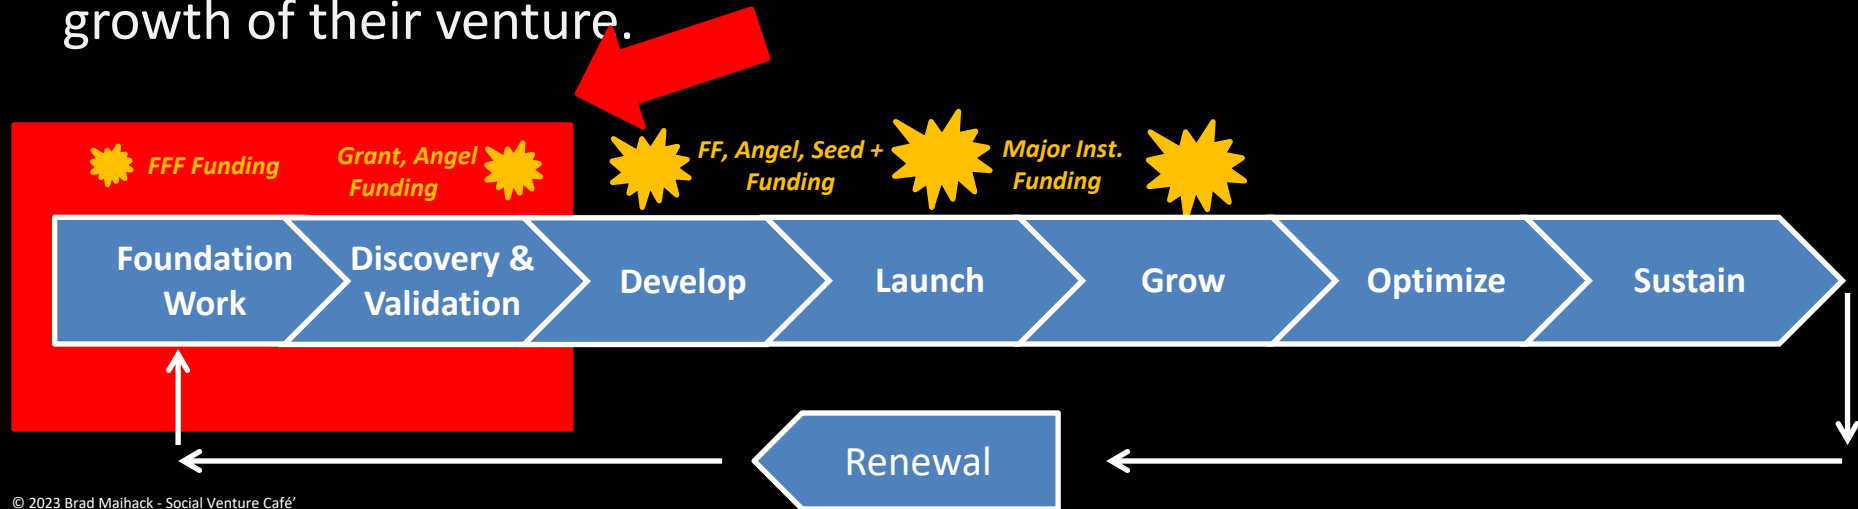 growth of their venture.
FFF Funding
Grant, Angel
Funding
FF, Angel, Seed +
Funding
Major Inst.
Funding
Foundation
Work
Discovery &
Validation
Develop
Launch
Grow
Optimize
Sustain
Renewal
© 2023 Brad Maihack - Social Venture Café’